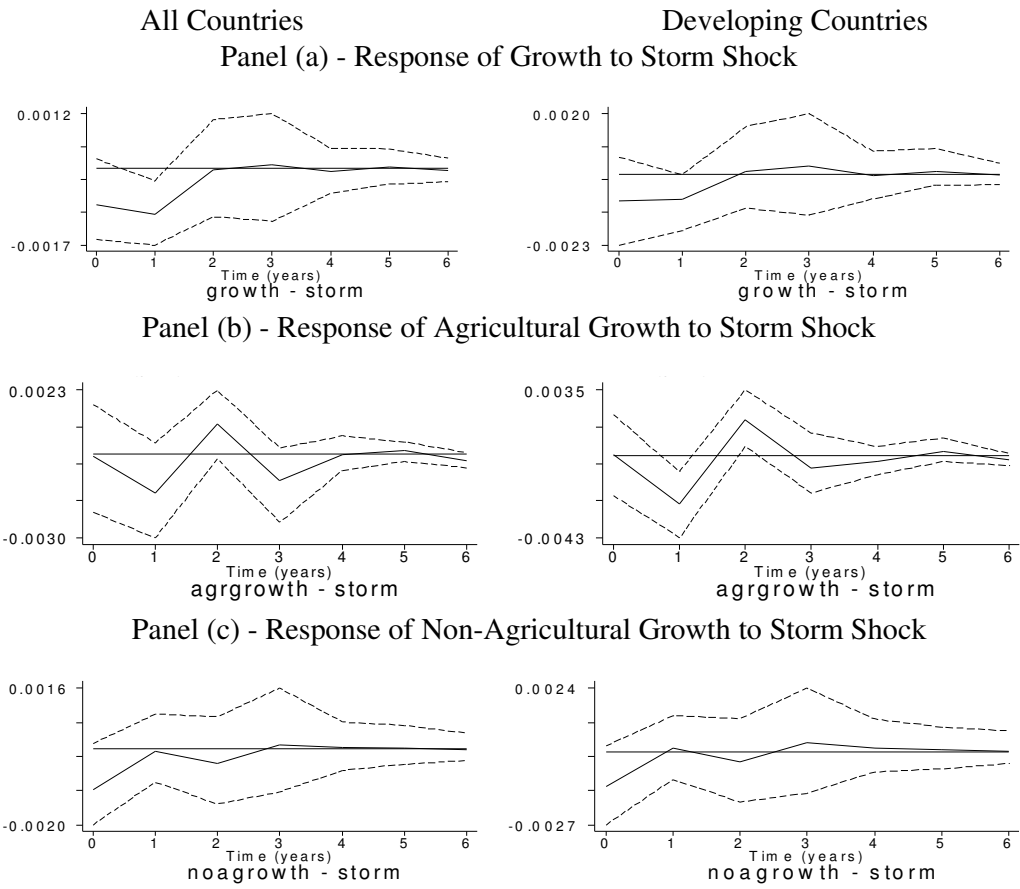 All Countries Developing Countries
Panel (a) - Response of Growth to Storm Shock
0.0012
-0.0017
0 1 2 3 4 5 6
Time (years)
growth - storm
0.0020
-0.0023
0 1 2 3 4 5 6
Time (years)
growth - storm
Panel (b) - Response of Agricultural Growth to Storm Shock
0.0023
-0.0030
0 1 2 3 4 5 6
Time (years)
agrgrowth - storm
0.0035
-0.0043
0 1 2 3 4 5 6
Time (years)
agrgrowth - storm
Panel (c) - Response of Non-Agricultural Growth to Storm Shock
0.0016
-0.0020
0 1 2 3 4 5 6
Time (years)
noagrowth - storm
0.0024
-0.0027
0 1 2 3 4 5 6
Time (years)
noagrowth - storm